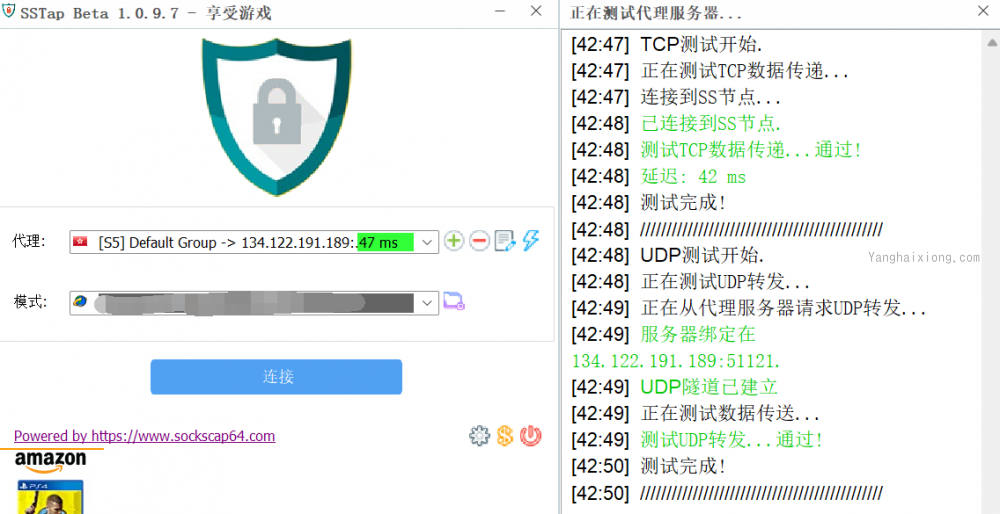 SSTap Beta 1.0.9.7 - 享受游戏
代理:
[S5] Default Group -> 134.122.191.189:.47 ms
模式:
连接
Powered by https://www.sockscap64.com
amazon
PS4
正在测试代理服务器...
[42:47] TCP测试开始.
[42:47] 正在测试TCP数据传递...
[42:47] 连接到SS节点...
[42:48] 已连接到SS节点.
[42:48] 测试TCP数据传递...通过!
[42:48] 延迟: 42 ms
[42:48] 测试完成!
[42:48] //////////////////////////////////////////////
[42:48] UDP测试开始.
Yanghaixiong.com
[42:48] 正在测试UDP转发...
[42:49] 正在从代理服务器请求UDP转发...
[42:49] 服务器绑定在
134.122.191.189:51121.
[42:49] UDP隧道已建立
[42:49] 正在测试数据传送...
[42:49] 测试UDP转发...通过!
[42:50] 测试完成!
[42:50] //////////////////////////////////////////////